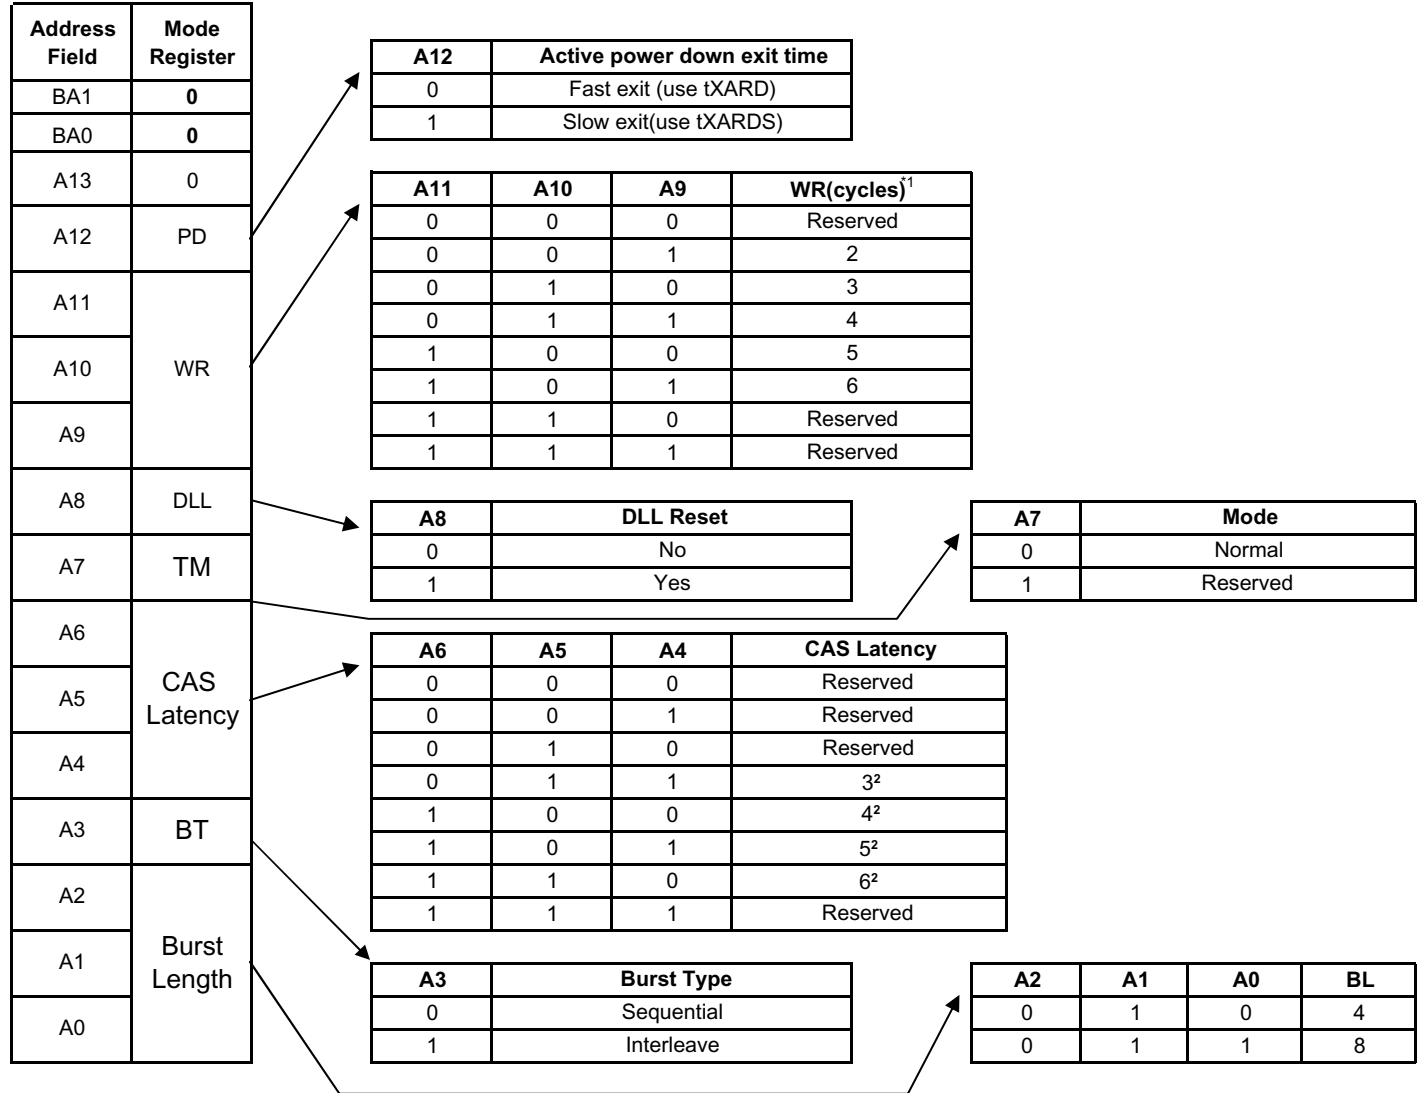 Address Field Mode Register
BA1 0
BA0 0
A13 0
A12 PD
A11
A10 WR
A9
A8 DLL
A7 TM
A6
A5 CAS Latency
A4
A3 BT
A2
A1 Burst Length
A0
A12 Active power down exit time
0 Fast exit (use tXARD)
1 Slow exit(use tXARDS)
A11 A10 A9 WR(cycles)*1
0 0 0 Reserved
0 0 1 2
0 1 0 3
0 1 1 4
1 0 0 5
1 0 1 6
1 1 0 Reserved
1 1 1 Reserved
A8 DLL Reset
0 No
1 Yes
A7 Mode
0 Normal
1 Reserved
A6 A5 A4 CAS Latency
0 0 0 Reserved
0 0 1 Reserved
0 1 0 Reserved
0 1 1 3²
1 0 0 4²
1 0 1 5²
1 1 0 6²
1 1 1 Reserved
A3 Burst Type
0 Sequential
1 Interleave
A2 A1 A0 BL
0 1 0 4
0 1 1 8